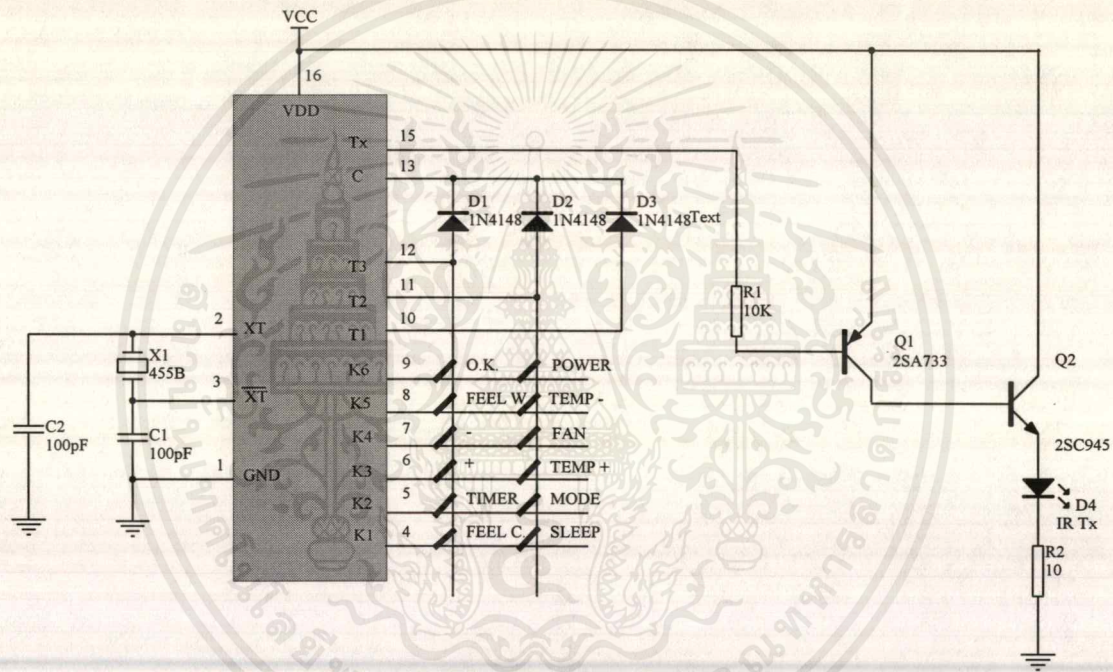 VCC
16
VDD
Tx
15
C
13
D1
1N4148
D2
1N4148
D3
1N4148
Text
T3
12
T2
11
T1
10
R1
10K
2
XT
X1
455B
3
XT
C2
100pF
C1
100pF
1
GND
K6
9
O.K.
POWER
K5
8
FEEL W.
TEMP -
K4
7
-
FAN
K3
6
+
TEMP +
K2
5
TIMER
MODE
K1
4
FEEL C.
SLEEP
Q1
2SA733
Q2
2SC945
D4
IR Tx
R2
10